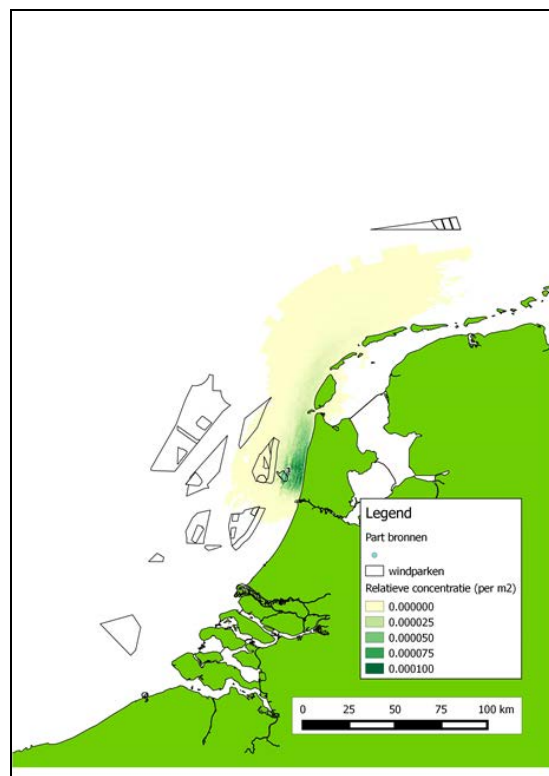 Legend
Part bronnen
windparken
Relatieve concentratie (per m2)
0.000000
0.000025
0.000050
0.000075
0.000100
0 25 50 75 100 km